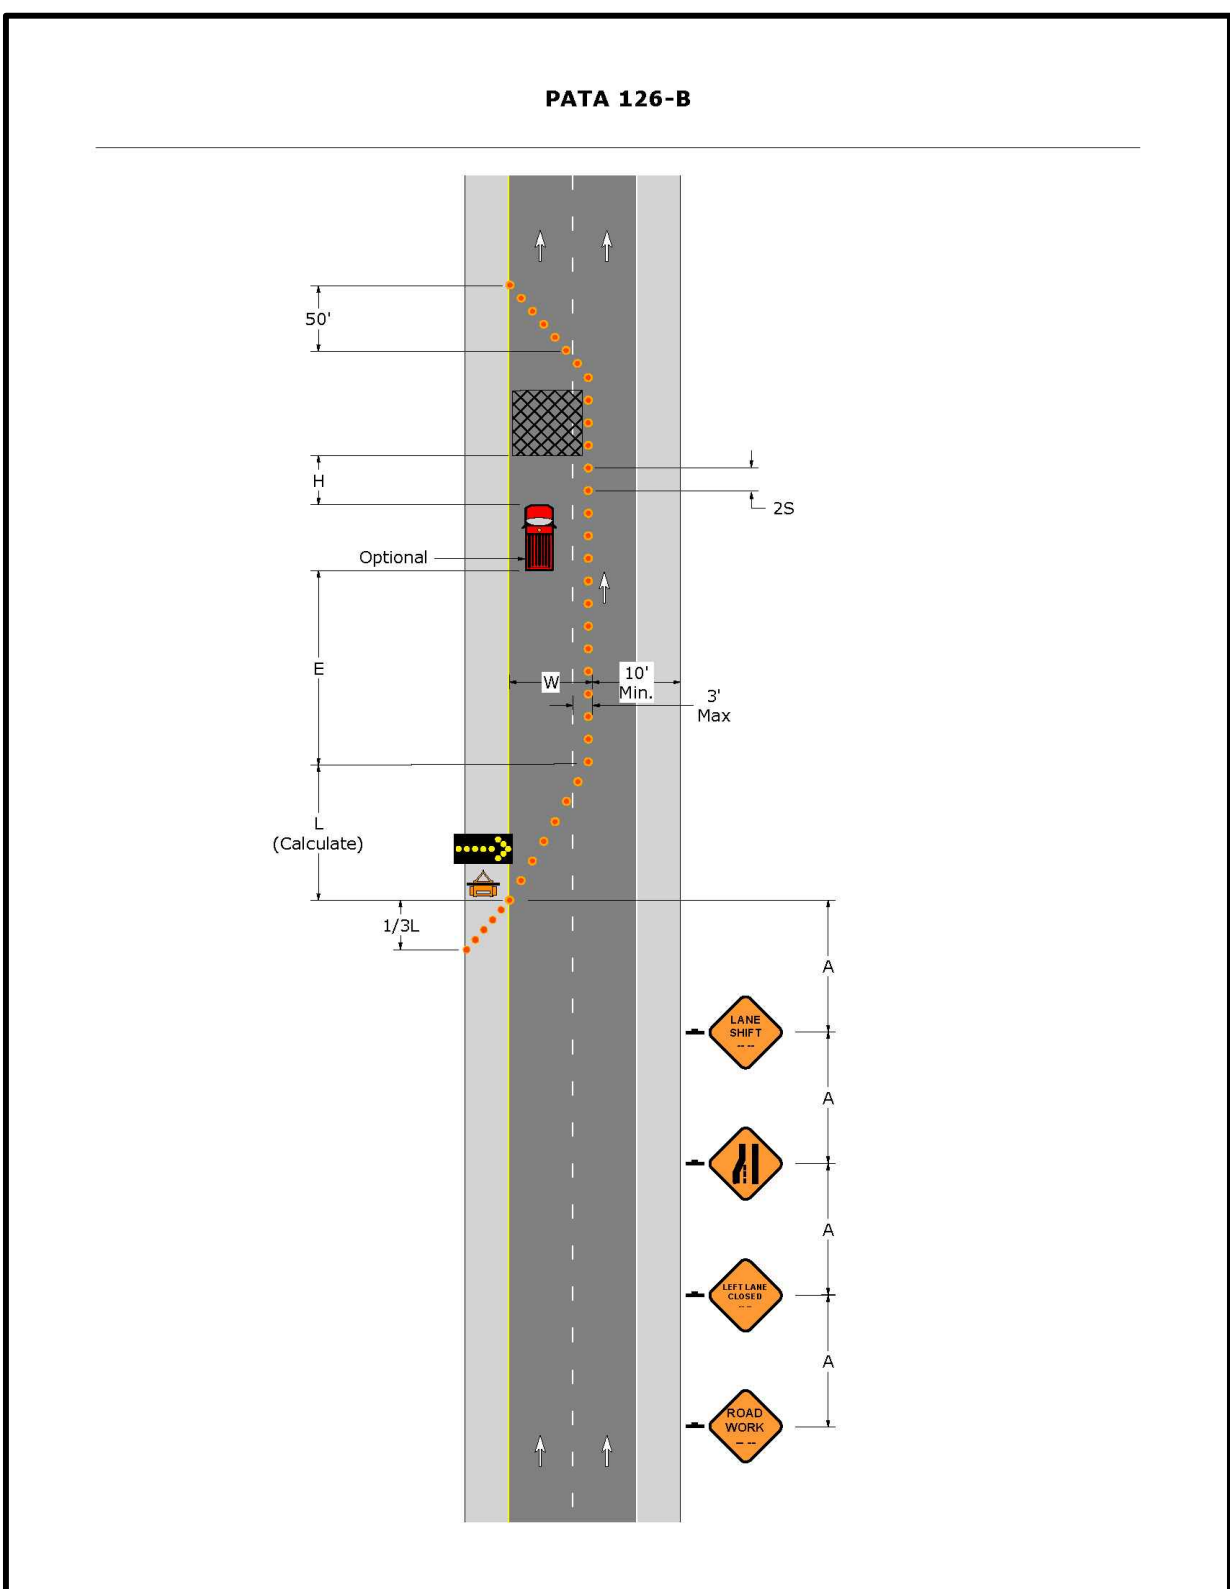 PATA 126-B
50'
H
2S
Optional
E
W
10'
Min.
3'
Max
L
(Calculate)
1/3L
A
LANE
SHIFT
-- --
A
A
LEFT LANE
CLOSED
-- --
A
ROAD
WORK
-- --